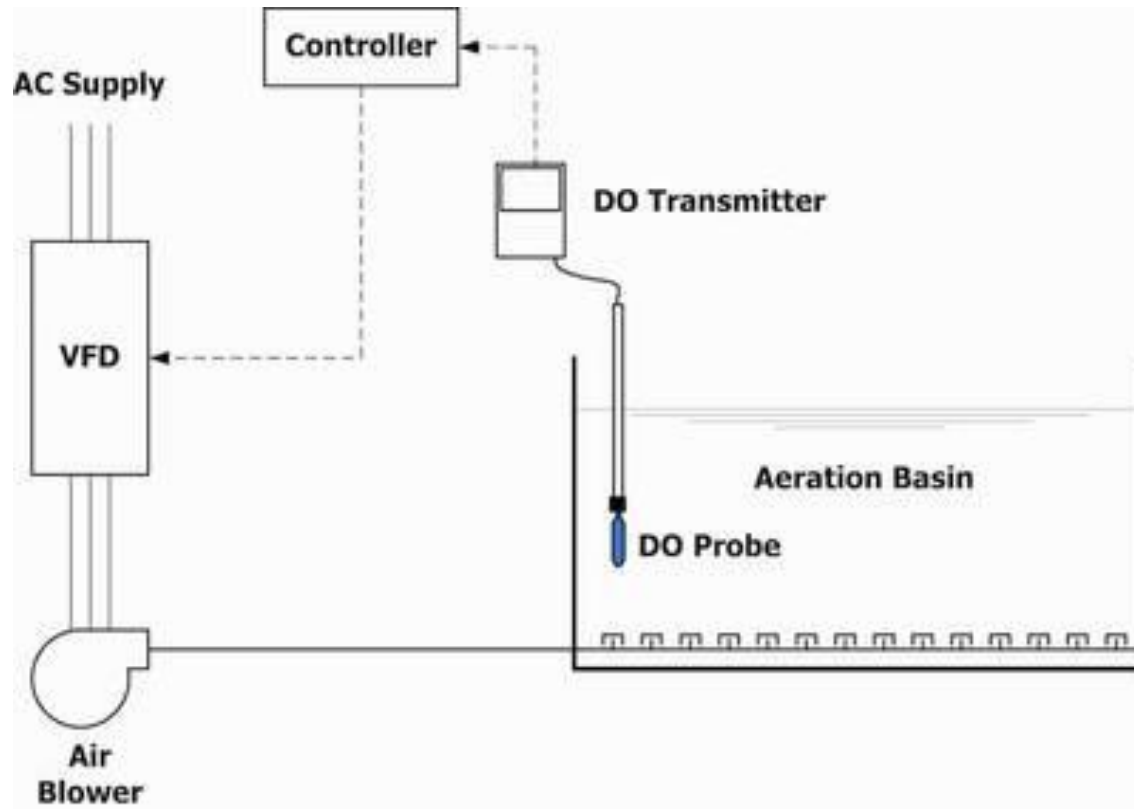 Controller
AC Supply
DO Transmitter
VFD
Aeration Basin
DO Probe
Air
Blower